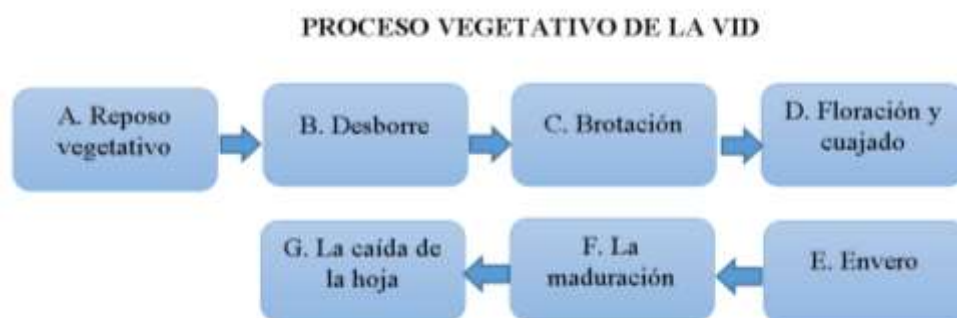 PROCESO VEGETATIVO DE LA VID
A. Reposo
vegetativo
B. Desborre
C. Brotación
D. Floración y
cuajado
E. Envero
F. La
maduración
G. La caída de
la hoja